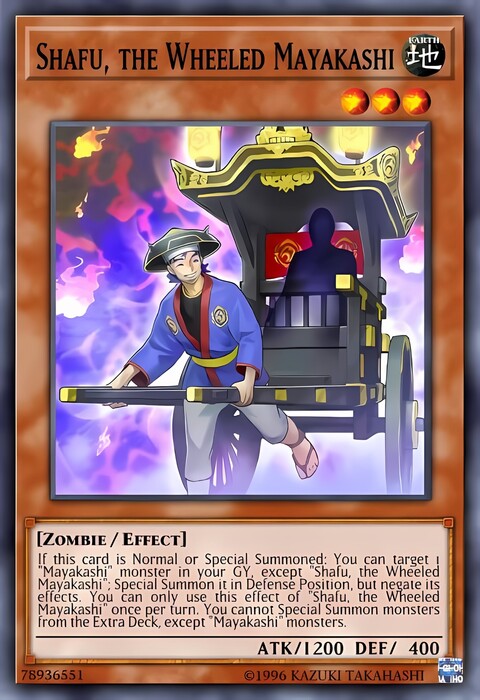 SHAFU, THE WHEELED MAYAKASHI
EARTH
地
[ZOMBIE / EFFECT]
If this card is Normal or Special Summoned: You can target 1
"Mayakashi" monster in your GY, except "Shafu, the Wheeled
Mayakashi"; Special Summon it in Defense Position, but negate its
effects. You can only use this effect of "Shafu, the Wheeled
Mayakashi" once per turn. You cannot Special Summon monsters
from the Extra Deck, except "Mayakashi" monsters.
ATK/1200 DEF/ 400
78936551
©1996 KAZUKI TAKAHASHI